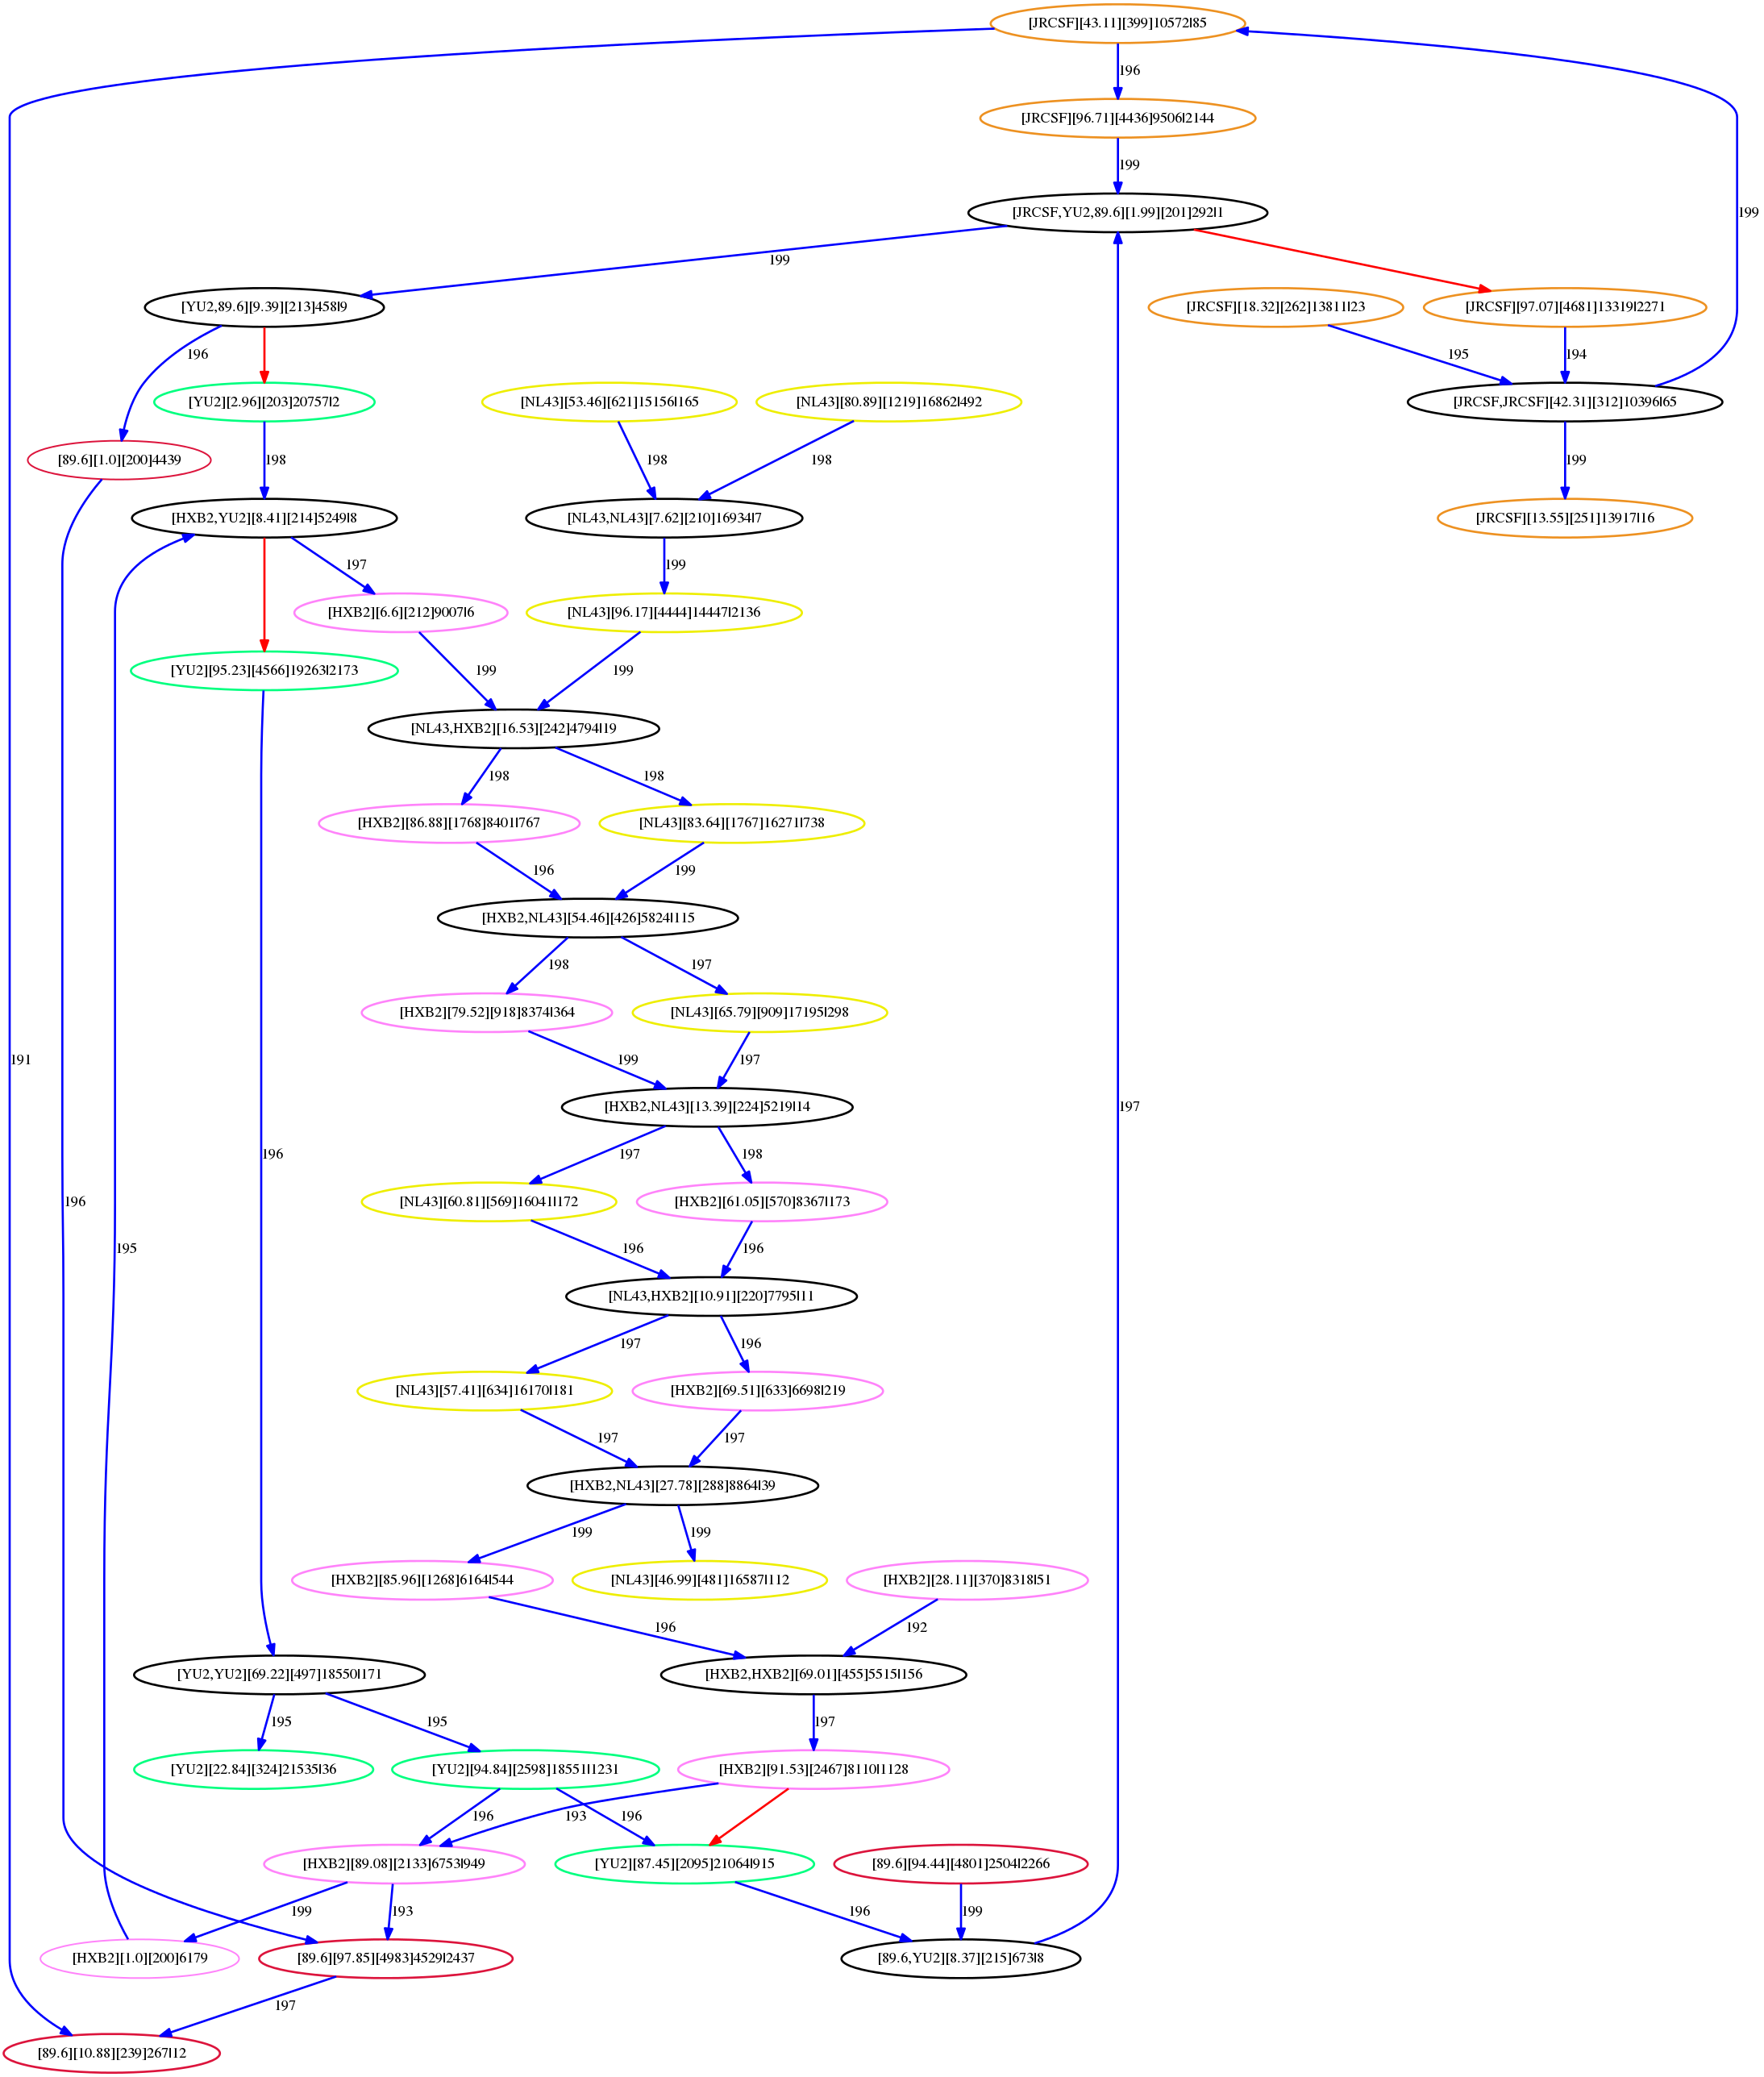 [JRCSF][43.11][399]10572|85
196
[JRCSF][96.71][4436]9506|2144
199
199
[JRCSF,YU2,89.6][1.99][201]292|1
199
[YU2,89.6][9.39][213]458|9
[JRCSF][18.32][262]13811|23
[JRCSF][97.07][4681]13319|2271
196
195
194
[YU2][2.96][203]20757|2
[NL43][53.46][621]15156|165
[NL43][80.89][1219]16862|492
[JRCSF,JRCSF][42.31][312]10396|65
[89.6][1.0][200]4439
198
198
198
199
[HXB2,YU2][8.41][214]5249|8
[NL43,NL43][7.62][210]16934|7
[JRCSF][13.55][251]13917|16
197
199
[HXB2][6.6][212]9007|6
[NL43][96.17][4444]14447|2136
[YU2][95.23][4566]19263|2173
199
199
[NL43,HXB2][16.53][242]4794|19
198
198
[HXB2][86.88][1768]8401|767
[NL43][83.64][1767]16271|738
196
199
[HXB2,NL43][54.46][426]5824|115
198
197
[HXB2][79.52][918]8374|364
[NL43][65.79][909]17195|298
191
199
197
[HXB2,NL43][13.39][224]5219|14
197
196
197
198
[NL43][60.81][569]16041|172
[HXB2][61.05][570]8367|173
196
195
196
196
[NL43,HXB2][10.91][220]7795|11
197
196
[NL43][57.41][634]16170|181
[HXB2][69.51][633]6698|219
197
197
[HXB2,NL43][27.78][288]8864|39
199
199
[HXB2][85.96][1268]6164|544
[NL43][46.99][481]16587|112
[HXB2][28.11][370]8318|51
196
192
[YU2,YU2][69.22][497]18550|171
[HXB2,HXB2][69.01][455]5515|156
195
195
197
[YU2][22.84][324]21535|36
[YU2][94.84][2598]18551|1231
[HXB2][91.53][2467]8110|1128
196
193
196
[HXB2][89.08][2133]6753|949
[YU2][87.45][2095]21064|915
[89.6][94.44][4801]2504|2266
199
193
196
199
[HXB2][1.0][200]6179
[89.6][97.85][4983]4529|2437
[89.6,YU2][8.37][215]673|8
197
[89.6][10.88][239]267|12